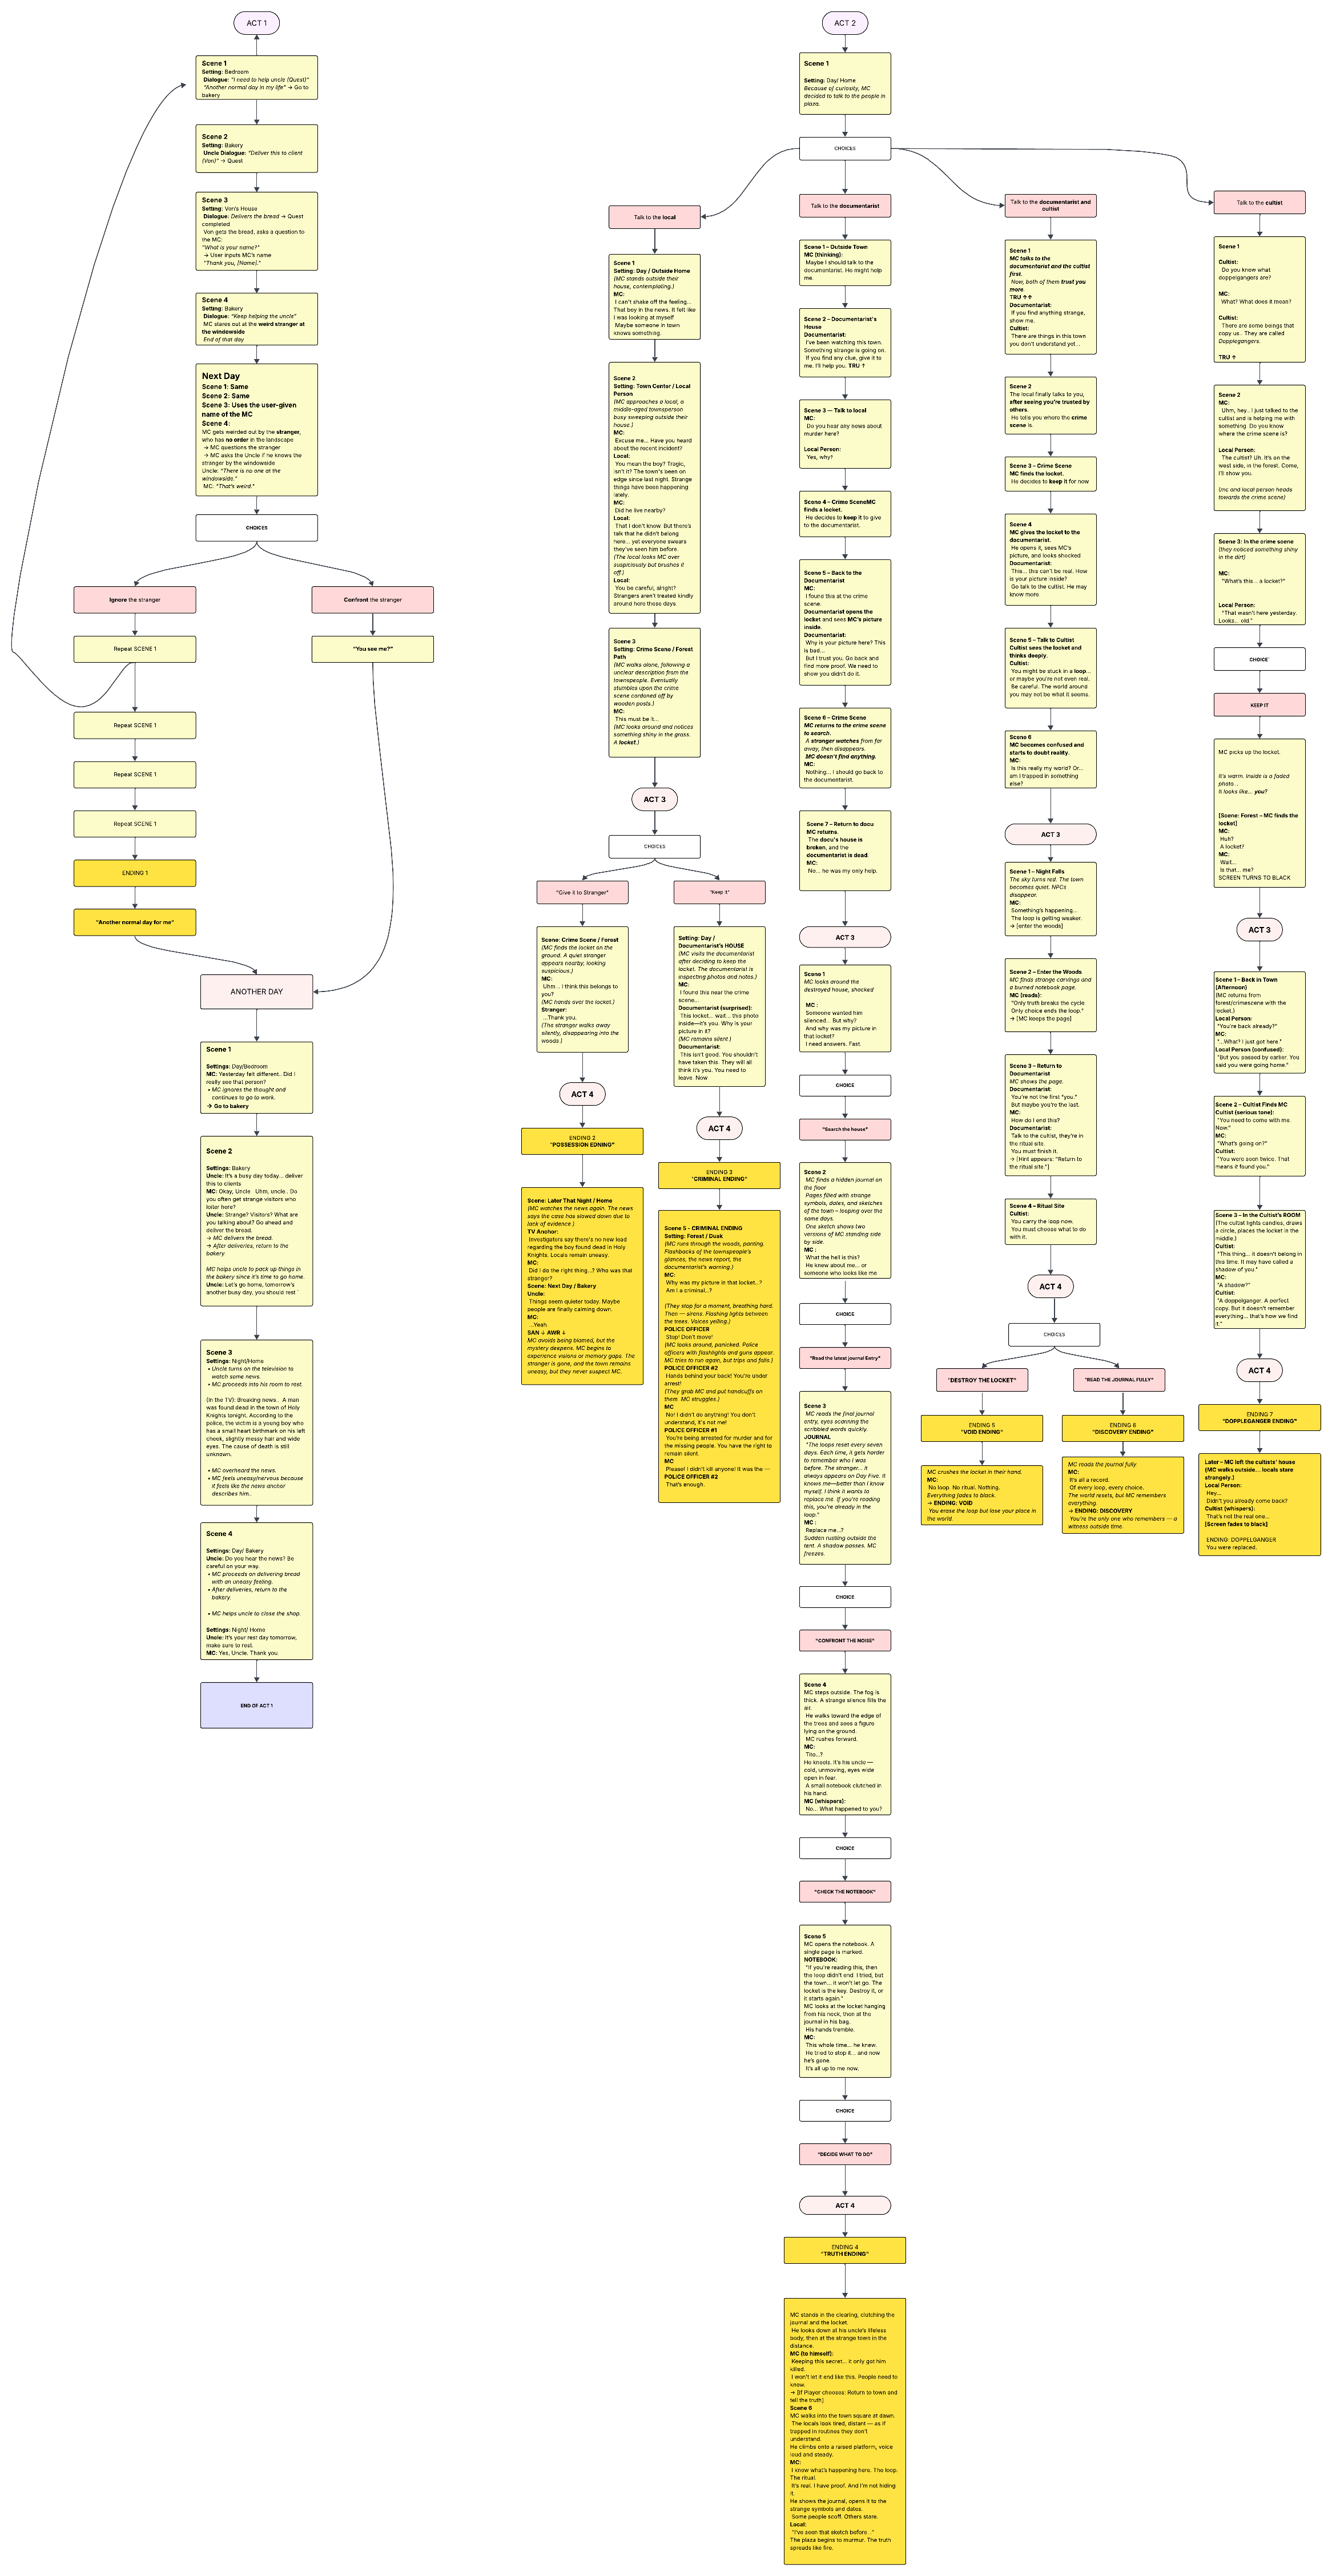 ACT 1
Scene 1
Setting: Bedroom
Dialogue: "I need to help uncle (Quest)"
"Another normal day in my life" → Go to
bakery
Scene 2
Setting: Bakery
Uncle Dialogue: "Deliver this to client
(Von)" → Quest
Scene 3
Setting: Von's House
Dialogue: Delivers the bread → Quest
completed
Von gets the bread, asks a question to
the MC:
"What is your name?"
→ User inputs MC's name
"Thank you, [Name]."
Scene 4
Setting: Bakery
Dialogue: "Keep helping the uncle"
MC stares out at the weird stranger at
the windowside
End of that day
Next Day
Scene 1: Same
Scene 2: Same
Scene 3: Uses the user-given
name of the MC
Scene 4:
MC gets weirded out by the stranger,
who has no order in the landscape
→ MC questions the stranger
→ MC asks the Uncle if he knows the
stranger by the windowside
Uncle: "There is no one at the
windowside."
MC: "That's weird."
CHOICES
Ignore the stranger
Confront the stranger
Repeat SCENE 1
"You see me?"
Repeat SCENE 1
Repeat SCENE 1
Repeat SCENE 1
ENDING 1
"Another normal day for me"
ANOTHER DAY
Scene 1
Settings: Day/Bedroom
MC: Yesterday felt different.. Did I
really see that person?
• MC ignores the thought and
continues to go to work.
→ Go to bakery
Scene 2
Settings: Bakery
Uncle: It's a busy day today... deliver
this to clients
MC: Okay, Uncle. Uhm, uncle.. Do
you often get strange visitors who
loiter here?
Uncle: Strange? Visitors? What are
you talking about? Go ahead and
deliver the bread.
→ MC delivers the bread.
→ After deliveries, return to the
bakery
MC helps uncle to pack up things in
the bakery since it's time to go home.
Uncle: Let's go home, tomorrow's
another busy day, you should rest
Scene 3
Settings: Night/Home
• Uncle turns on the television to
watch some news.
• MC proceeds into his room to rest.
(In the TV): Breaking news.. A man
was found dead in the town of Holy
Knights tonight. According to the
police, the victim is a young boy who
has a small heart birthmark on his left
cheek, slightly messy hair and wide
eyes. The cause of death is still
unknown.
• MC overheard the news.
• MC feels uneasy/nervous because
it feels like the news anchor
describes him..
Scene 4
Settings: Day/ Bakery
Uncle: Do you hear the news? Be
careful on your way.
• MC proceeds on delivering bread
with an uneasy feeling.
• After deliveries, return to the
bakery.
• MC helps uncle to close the shop.
Settings: Night/ Home
Uncle: It's your rest day tomorrow,
make sure to rest.
MC: Yes, Uncle. Thank you
END OF ACT 1
ACT 2
Scene 1
Setting: Day/ Home
Because of curiosity, MC
decided to talk to the people in
plaza.
CHOICES
Talk to the local
Scene 1
Setting: Day / Outside Home
(MC stands outside their
house, contemplating.)
MC:
I can't shake off the feeling...
That boy in the news. It felt like
I was looking at myself
Maybe someone in town
knows something.
Scene 2
Setting: Town Center / Local
Person
(MC approaches a local, a
middle-aged townsperson
busy sweeping outside their
house.)
MC:
Excuse me... Have you heard
about the recent incident?
Local:
You mean the boy? Tragic,
isn't it? The town's been on
edge since last night. Strange
things have been happening
lately.
MC:
Did he live nearby?
Local:
That I don't know. But there's
talk that he didn't belong
here... yet everyone swears
they've seen him before.
(The local looks MC over
suspiciously but brushes it
off.)
Local:
You be careful, alright?
Strangers aren't treated kindly
around here these days.
Scene 3
Setting: Crime Scene / Forest
Path
(MC walks alone, following a
unclear description from the
townspeople. Eventually
stumbles upon the crime
scene cordoned off by
wooden posts.)
MC:
This must be it...
(MC looks around and notices
something shiny in the grass.
A locket.)
ACT 3
CHOICES
"Give it to Stranger"
Scene: Crime Scene / Forest
(MC finds the locket on the
ground. A quiet stranger
appears nearby, looking
suspicious.)
MC:
Uhm .. I think this belongs to
you?
(MC hands over the locket.)
Stranger:
...Thank you.
(The stranger walks away
silently, disappearing into the
woods.)
ACT 4
ENDING 2
"POSSESSION EDNING"
Scene: Later That Night / Home
(MC watches the news again. The news
says the case has slowed down due to
lack of evidence.)
TV Anchor:
Investigators say there's no new lead
regarding the boy found dead in Holy
Knights. Locals remain uneasy.
MC:
Did I do the right thing...? Who was that
stranger?
Scene: Next Day / Bakery
Uncle:
Things seem quieter today. Maybe
people are finally calming down.
MC:
...Yeah.
SAN ↓ AWR ↓
MC avoids being blamed, but the
mystery deepens. MC begins to
experience visions or memory gaps. The
stranger is gone, and the town remains
uneasy, but they never suspect MC.
"Keep it"
Setting: Day /
Documentarist's HOUSE
(MC visits the documentarist
after deciding to keep the
locket. The documentarist is
inspecting photos and notes.)
MC:
I found this near the crime
scene...
Documentarist (surprised):
This locket... wait... this photo
inside—it's you. Why is your
picture in it?
(MC remains silent.)
Documentarist:
This isn't good. You shouldn't
have taken this. They will all
think it's you. You need to
leave. Now
ACT 4
ENDING 3
"CRIMINAL ENDING"
Scene 5 - CRIMINAL ENDING
Setting: Forest / Dusk
(MC runs through the woods, panting.
Flashbacks of the townspeople's
glances, the news report, the
documentarist's warning.)
MC:
Why was my picture in that locket..?
Am I a criminal..?
(They stop for a moment, breathing hard.
Then — sirens. Flashing lights between
the trees. Voices yelling.)
POLICE OFFICER
Stop! Don't move!
(MC looks around, panicked. Police
officers with flashlights and guns appear.
MC tries to run again, but trips and falls.)
POLICE OFFICER #2
Hands behind your back! You're under
arrest!
(They grab MC and put handcuffs on
them. MC struggles.)
MC
No! I didn't do anything! You don't
understand, it's not me!
POLICE OFFICER #1
You're being arrested for murder and for
the missing people. You have the right to
remain silent.
MC
Please! I didn't kill anyone! It was the —
POLICE OFFICER #2
That's enough.
Talk to the documentarist
Scene 1 – Outside Town
MC (thinking):
Maybe I should talk to the
documentarist. He might help
me.
Scene 2 – Documentarist's
House
Documentarist:
I've been watching this town.
Something strange is going on.
If you find any clue, give it to
me. I'll help you. TRU ↑
Scene 3 — Talk to local
MC:
Do you hear any news about
murder here?
Local Person:
Yes, why?
Scene 4 – Crime SceneMC
finds a locket.
He decides to keep it to give
to the documentarist.
Scene 5 – Back to the
Documentarist
MC:
I found this at the crime
scene.
Documentarist opens the
locket and sees MC's picture
inside.
Documentarist:
Why is your picture here? This
is bad...
But I trust you. Go back and
find more proof. We need to
show you didn't do it.
Scene 6 – Crime Scene
MC returns to the crime scene
to search.
A stranger watches from far
away, then disappears.
MC doesn't find anything.
MC:
Nothing... I should go back to
the documentarist.
Scene 7 – Return to docu
MC returns.
The docu's house is
broken, and the
documentarist is dead.
MC:
No... he was my only help.
ACT 3
Scene 1
MC looks around the
destroyed house, shocked
MC :
Someone wanted him
silenced... But why?
And why was my picture in
that locket?
I need answers. Fast.
CHOICE
"Search the house"
Scene 2
MC finds a hidden journal on
the floor
Pages filled with strange
symbols, dates, and sketches
of the town – looping over the
same days.
One sketch shows two
versions of MC standing side
by side.
MC :
What the hell is this?
He knew about me... or
someone who looks like me
CHOICE
"Read the latest journal Entry"
Scene 3
MC reads the final journal
entry, eyes scanning the
scribbled words quickly.
JOURNAL
"The loops reset every seven
days. Each time, it gets harder
to remember who I was
before. The stranger... it
always appears on Day Five. It
knows me—better than I know
myself. I think it wants to
replace me. If you're reading
this, you're already in the
loop."
MC :
Replace me...?
Sudden rustling outside the
tent. A shadow passes. MC
freezes.
CHOICE
"CONFRONT THE NOISE"
Scene 4
MC steps outside. The fog is
thick. A strange silence fills the
air.
He walks toward the edge of
the trees and sees a figure
lying on the ground.
MC rushes forward.
MC:
Tito...?
He kneels. It's his uncle —
cold, unmoving, eyes wide
open in fear.
A small notebook clutched in
his hand.
MC (whispers):
No... What happened to you?
CHOICE
"CHECK THE NOTEBOOK"
Scene 5
MC opens the notebook. A
single page is marked.
NOTEBOOK:
"If you're reading this, then
the loop didn't end. I tried, but
the town... it won't let go. The
locket is the key. Destroy it, or
it starts again."
MC looks at the locket hanging
from his neck, then at the
journal in his bag.
His hands tremble.
MC:
This whole time... he knew.
He tried to stop it... and now
he's gone.
It's all up to me now.
CHOICE
"DECIDE WHAT TO DO"
ACT 4
ENDING 4
"TRUTH ENDING"
MC stands in the clearing, clutching the
journal and the locket.
He looks down at his uncle's lifeless
body, then at the strange town in the
distance.
MC (to himself):
Keeping this secret... it only got him
killed.
I won't let it end like this. People need to
know.
→ [If Player chooses: Return to town and
tell the truth]
Scene 6
MC walks into the town square at dawn.
The locals look tired, distant — as if
trapped in routines they don't
understand.
He climbs onto a raised platform, voice
loud and steady.
MC:
I know what's happening here. The loop.
The ritual.
It's real. I have proof. And I'm not hiding
it.
He shows the journal, opens it to the
strange symbols and dates.
Some people scoff. Others stare.
Local:
"I've seen that sketch before..."
The plaza begins to murmur. The truth
spreads like fire.
Talk to the documentarist and
cultist
Scene 1
MC talks to the
documentarist and the cultist
first.
Now, both of them trust you
more.
TRU ↑↑
Documentarist:
If you find anything strange,
show me.
Cultist:
There are things in this town
you don't understand yet ..
Scene 2
The local finally talks to you,
after seeing you're trusted by
others.
He tells you where the crime
scene is.
Scene 3 – Crime Scene
MC finds the locket.
He decides to keep it for now
Scene 4
MC gives the locket to the
documentarist.
He opens it, sees MC's
picture, and looks shocked
Documentarist:
This... this can't be real. How
is your picture inside?
Go talk to the cultist. He may
know more.
Scene 5 – Talk to Cultist
Cultist sees the locket and
thinks deeply.
Cultist:
You might be stuck in a loop...
or maybe you're not even real.
Be careful. The world around
you may not be what it seems.
Scene 6
MC becomes confused and
starts to doubt reality.
MC:
Is this really my world? Or...
am I trapped in something
else?
ACT 3
Scene 1 – Night Falls
The sky turns red. The town
becomes quiet. NPCs
disappear.
MC:
Something's happening...
The loop is getting weaker.
→ [enter the woods]
Scene 2 – Enter the Woods
MC finds strange carvings and
a burned notebook page.
MC (reads):
"Only truth breaks the cycle.
Only choice ends the loop."
→ [MC keeps the page]
Scene 3 – Return to
Documentarist
MC shows the page.
Documentarist:
You're not the first "you."
But maybe you're the last.
MC:
How do I end this?
Documentarist:
Talk to the cultist, they're in
the ritual site.
You must finish it.
→ [Hint appears: "Return to
the ritual site."]
Scene 4 – Ritual Site
Cultist:
You carry the loop now.
You must choose what to do
with it.
ACT 4
CHOICES
"DESTROY THE LOCKET"
ENDING 5
"VOID ENDING"
MC crushes the locket in their hand.
MC:
No loop. No ritual. Nothing.
Everything fades to black.
→ ENDING: VOID
You erase the loop but lose your place in
the world.
"READ THE JOURNAL FULLY"
ENDING 6
"DISCOVERY ENDING"
MC reads the journal fully
MC:
It's all a record.
Of every loop, every choice.
The world resets, but MC remembers
everything.
→ ENDING: DISCOVERY
You're the only one who remembers — a
witness outside time.
Talk to the cultist
Scene 1
Cultist:
Do you know what
doppelgangers are?
MC:
What? What does it mean?
Cultist:
There are some beings that
copy us.. They are called
Dopplegangers.
TRU ↑
Scene 2
MC:
Uhm, hey.. I just talked to the
cultist and is helping me with
something. Do you know
where the crime scene is?
Local Person:
The cultist? Uh. It's on the
west side, in the forest. Come,
I'll show you.
(mc and local person heads
towards the crime scene)
Scene 3: In the crime scene
(they noticed something shiny
in the dirt)
MC:
"What's this... a locket?"
Local Person:
"That wasn't here yesterday.
Looks... old."
CHOICE
KEEP IT
MC picks up the locket.
It's warm. Inside is a faded
photo...
It looks like... you?
[Scene: Forest – MC finds the
locket]
MC:
Huh?
A locket?
MC:
Wait...
Is that... me?
SCREEN TURNS TO BLACK
ACT 3
Scene 1 – Back in Town
(Afternoon)
(MC returns from
forest/crimescene with the
locket.)
Local Person:
"You're back already?"
MC:
"...What? I just got here."
Local Person (confused):
"But you passed by earlier. You
said you were going home."
Scene 2 – Cultist Finds MC
Cultist (serious tone):
"You need to come with me.
Now."
MC:
"What's going on?"
Cultist:
"You were seen twice. That
means it found you."
Scene 3 – In the Cultist's ROOM
(The cultist lights candles, draws
a circle, places the locket in the
middle.)
Cultist:
"This thing... it doesn't belong in
this time. It may have called a
shadow of you."
MC:
"A shadow?"
Cultist:
"A doppelganger. A perfect
copy. But it doesn't remember
everything... that's how we find
it."
ACT 4
ENDING 7
"DOPPLEGANGER ENDING"
Later – MC left the cultists' house
(MC walks outside... locals stare
strangely.)
Local Person:
Hey...
Didn't you already come back?
Cultist (whispers):
That's not the real one...
[Screen fades to black]
ENDING: DOPPELGANGER
You were replaced.